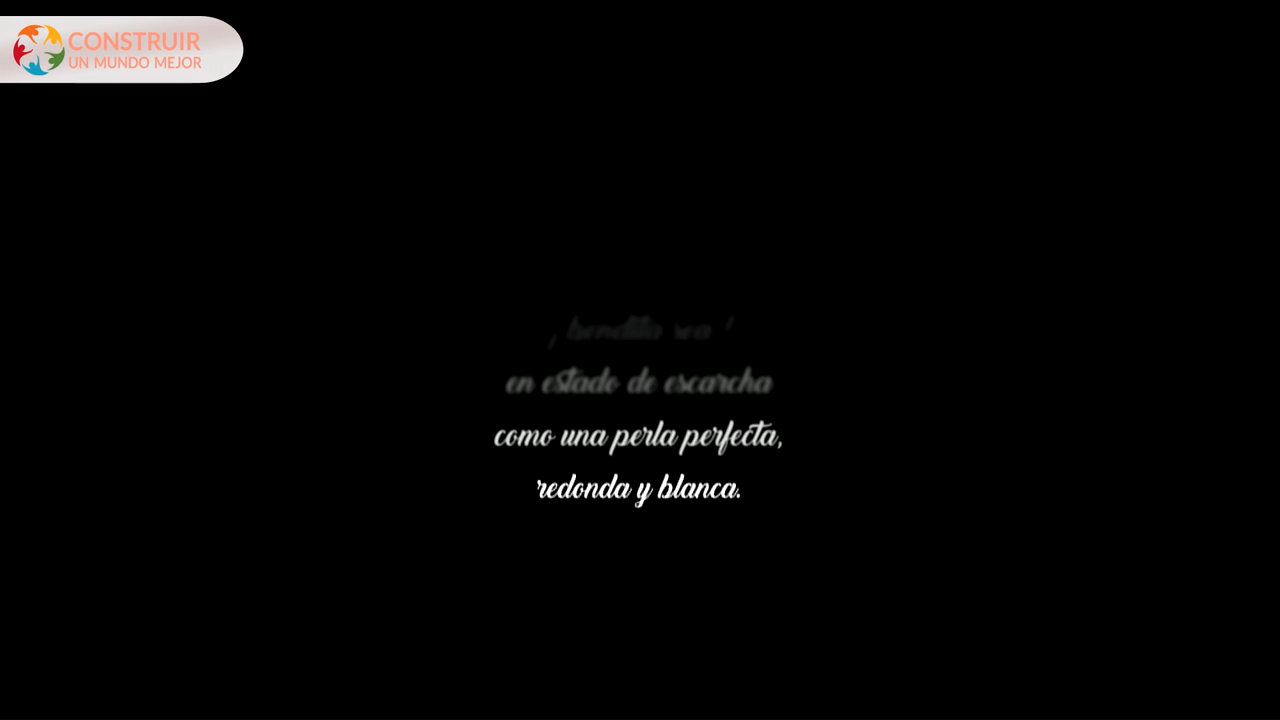 CONSTRUIR
UN MUNDO MEJOR
¡bendita sea!
en estado de escarcha
como una perla perfecta,
redonda y blanca.